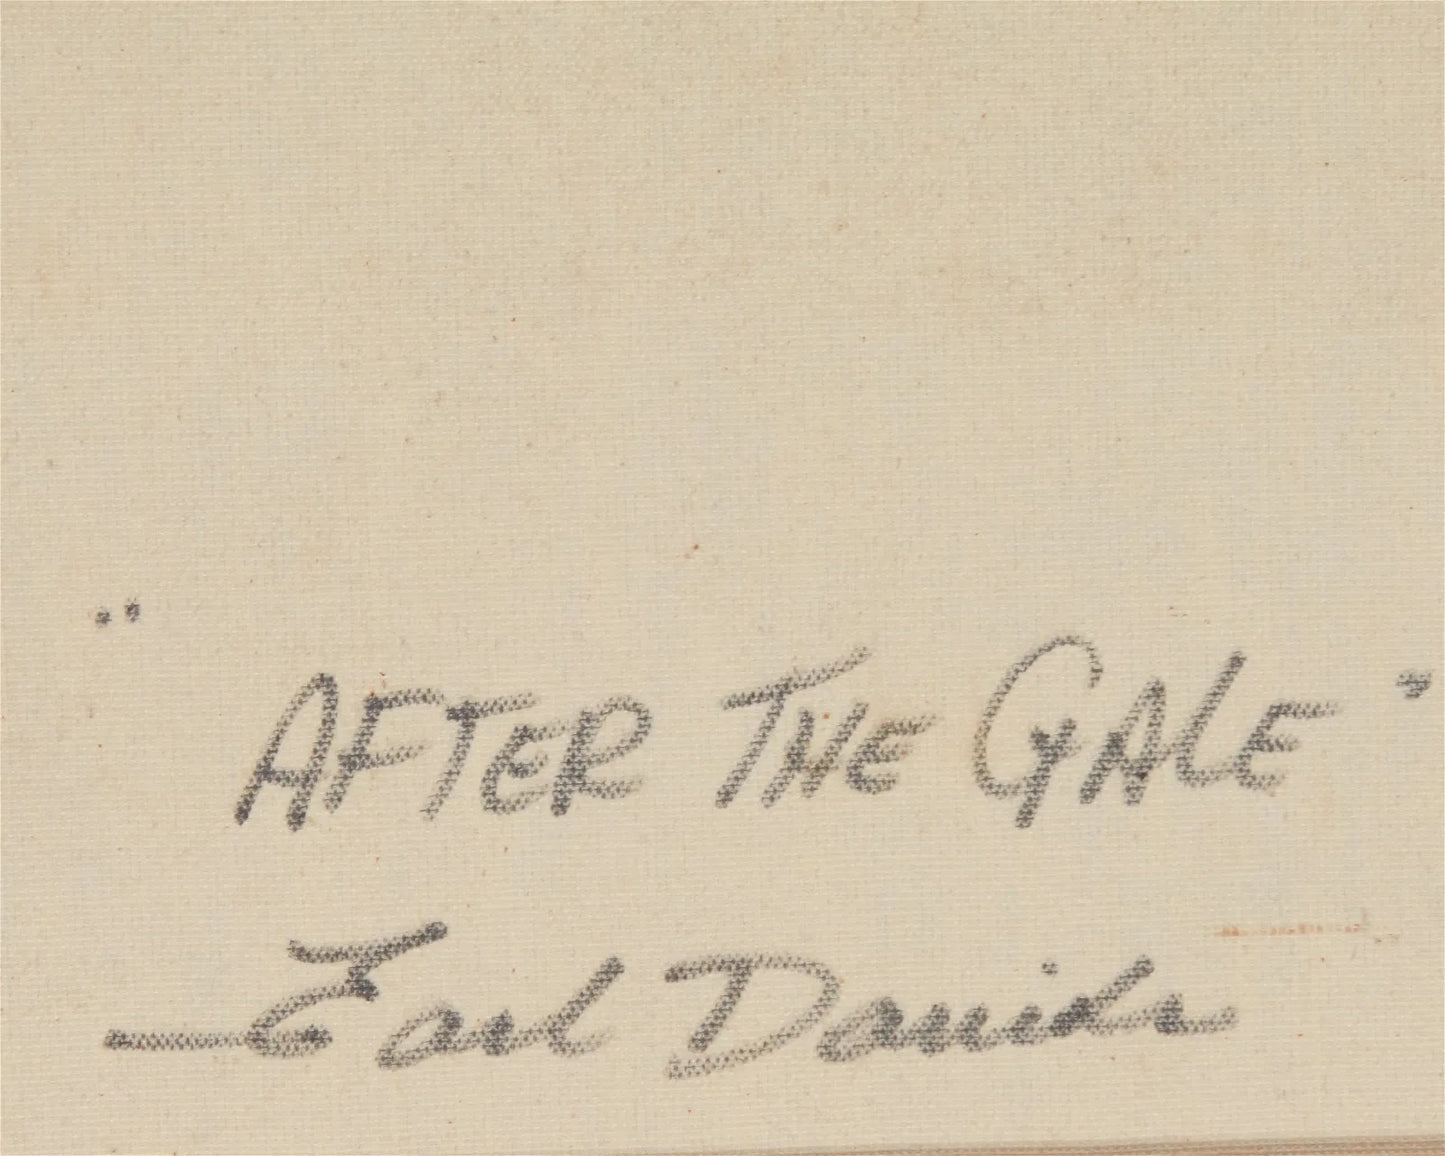 "AFTER THE GALE"
—Earl Daniels